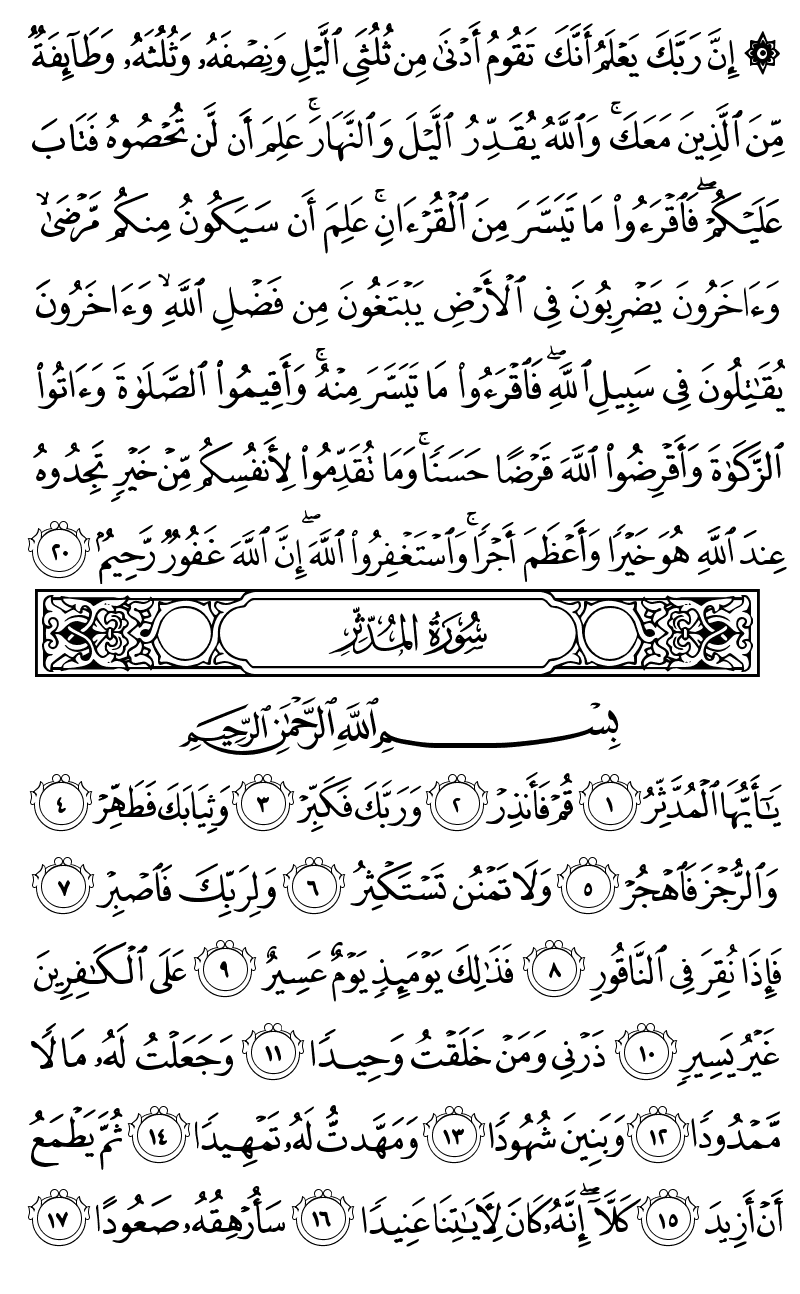 ۞ إِنَّ رَبَّكَ يَعْلَمُ أَنَّكَ تَقُومُ أَدْنَىٰ مِن ثُلُثَىِ ٱلَّيْلِ وَنِصْفَهُۥ وَثُلُثَهُۥ وَطَآئِفَةٌ
مِّنَ ٱلَّذِينَ مَعَكَ ۚ وَٱللَّهُ يُقَدِّرُ ٱلَّيْلَ وَٱلنَّهَارَ ۚ عَلِمَ أَن لَّن تُحْصُوهُ فَتَابَ
عَلَيْكُمْ ۖ فَٱقْرَءُوا۟ مَا تَيَسَّرَ مِنَ ٱلْقُرْءَانِ ۚ عَلِمَ أَن سَيَكُونُ مِنكُم مَّرْضَىٰ ۙ
وَءَاخَرُونَ يَضْرِبُونَ فِى ٱلْأَرْضِ يَبْتَغُونَ مِن فَضْلِ ٱللَّهِ ۙ وَءَاخَرُونَ
يُقَٰتِلُونَ فِى سَبِيلِ ٱللَّهِ ۖ فَٱقْرَءُوا۟ مَا تَيَسَّرَ مِنْهُ ۚ وَأَقِيمُوا۟ ٱلصَّلَوٰةَ وَءَاتُوا۟
ٱلزَّكَوٰةَ وَأَقْرِضُوا۟ ٱللَّهَ قَرْضًا حَسَنًا ۚ وَمَا تُقَدِّمُوا۟ لِأَنفُسِكُم مِّنْ خَيْرٍ تَجِدُوهُ
عِندَ ٱللَّهِ هُوَ خَيْرًا وَأَعْظَمَ أَجْرًا ۚ وَٱسْتَغْفِرُوا۟ ٱللَّهَ ۖ إِنَّ ٱللَّهَ غَفُورٌ رَّحِيمٌۢ ٢٠
سُورَةُ المُدَّثِّرِ
بِسْمِ ٱللَّهِ ٱلرَّحْمَٰنِ ٱلرَّحِيمِ
يَٰٓأَيُّهَا ٱلْمُدَّثِّرُ ١ قُمْ فَأَنذِرْ ٢ وَرَبَّكَ فَكَبِّرْ ٣ وَثِيَابَكَ فَطَهِّرْ ٤
وَٱلرُّجْزَ فَٱهْجُرْ ٥ وَلَا تَمْنُن تَسْتَكْثِرُ ٦ وَلِرَبِّكَ فَٱصْبِرْ ٧
فَإِذَا نُقِرَ فِى ٱلنَّاقُورِ ٨ فَذَٰلِكَ يَوْمَئِذٍ يَوْمٌ عَسِيرٌ ٩ عَلَى ٱلْكَٰفِرِينَ
غَيْرُ يَسِيرٍ ١٠ ذَرْنِى وَمَنْ خَلَقْتُ وَحِيدًا ١١ وَجَعَلْتُ لَهُۥ مَالًا
مَّمْدُودًا ١٢ وَبَنِينَ شُهُودًا ١٣ وَمَهَّدتُّ لَهُۥ تَمْهِيدًا ١٤ ثُمَّ يَطْمَعُ
أَنْ أَزِيدَ ١٥ كَلَّآ ۖ إِنَّهُۥ كَانَ لِءَايَٰتِنَا عَنِيدًا ١٦ سَأُرْهِقُهُۥ صَعُودًا ١٧